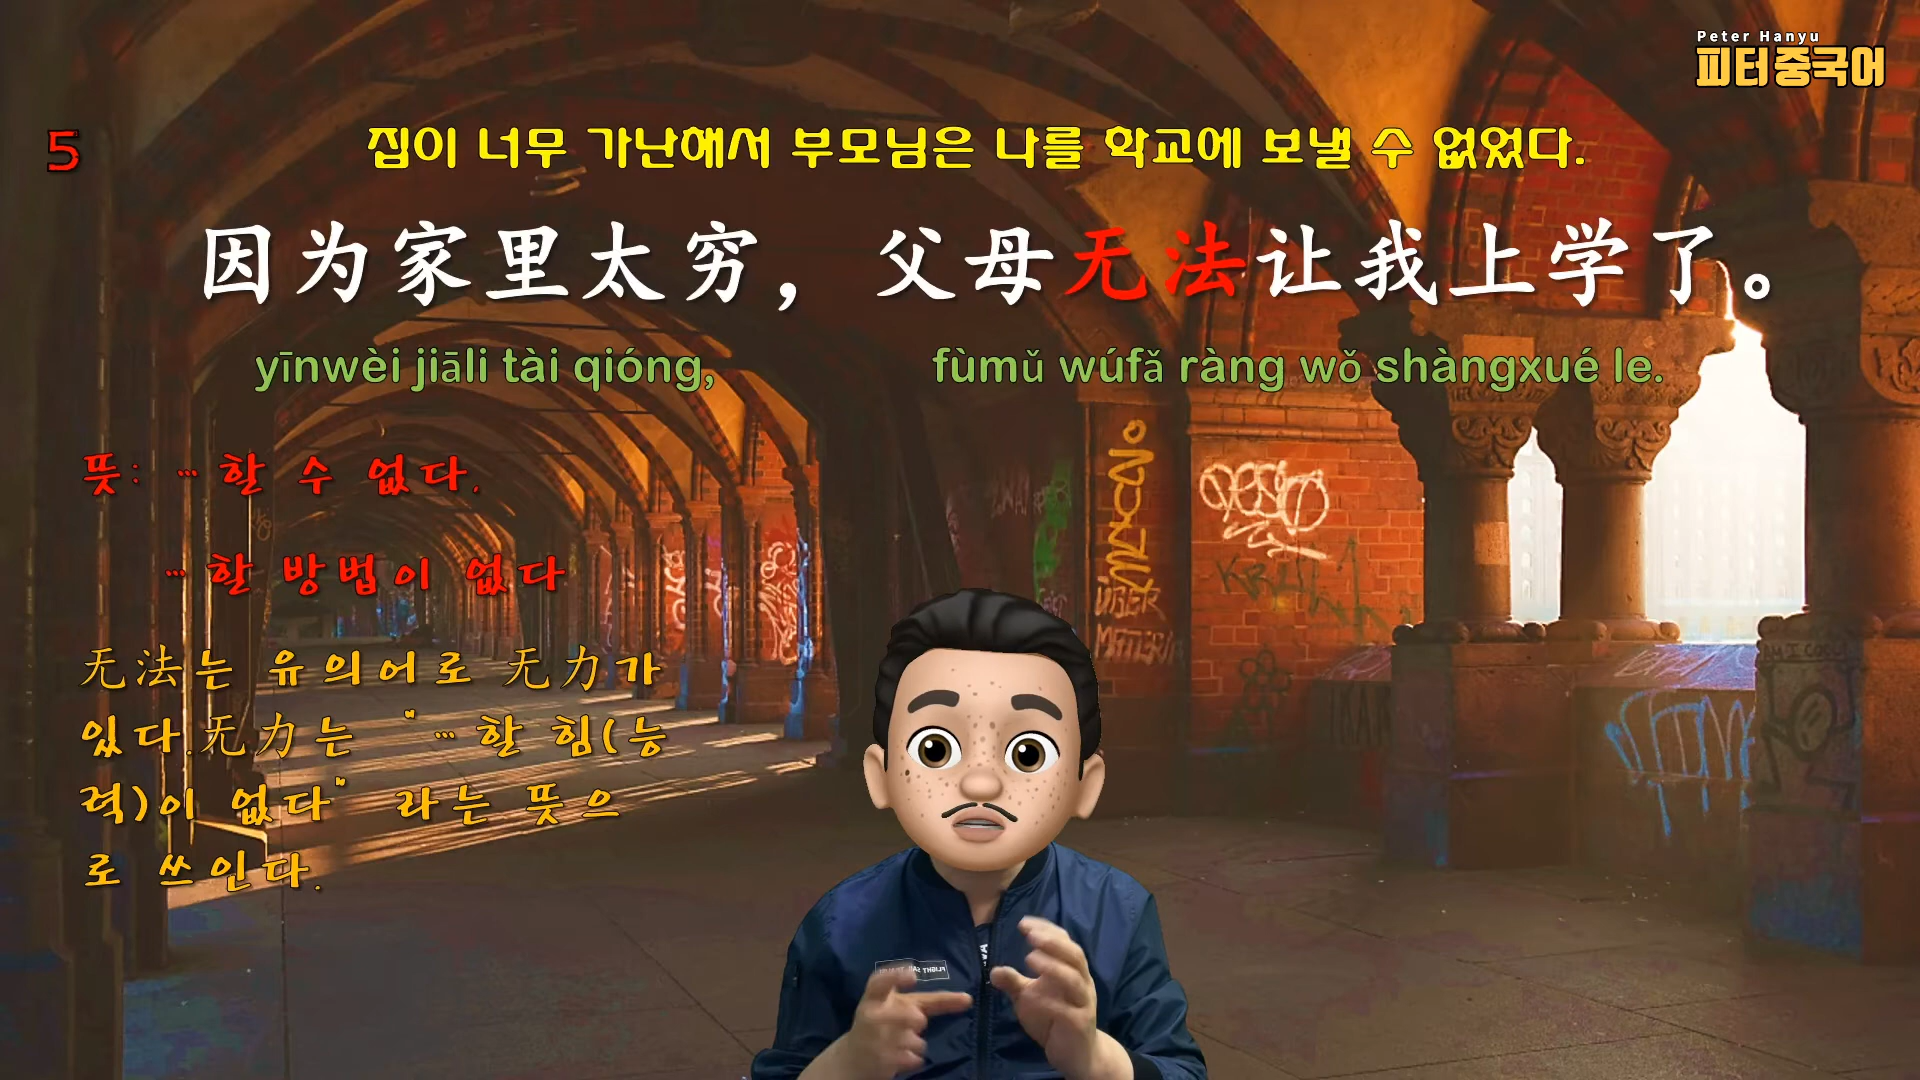 Peter Hanyu
피터 중국어
5
집이 너무 가난해서 부모님은 나를 학교에 보낼 수 없었다.
因为家里太穷，父母无法让我上学了。
yīnwèi jiāli tài qióng, fùmǔ wúfǎ ràng wǒ shàngxué le.
뜻: …할 수 없다.
…할 방법이 없다
无法는 유의어로 无力가
있다.无力는 "…할 힘(능
력)이 없다" 라는 뜻으
로 쓰인다.